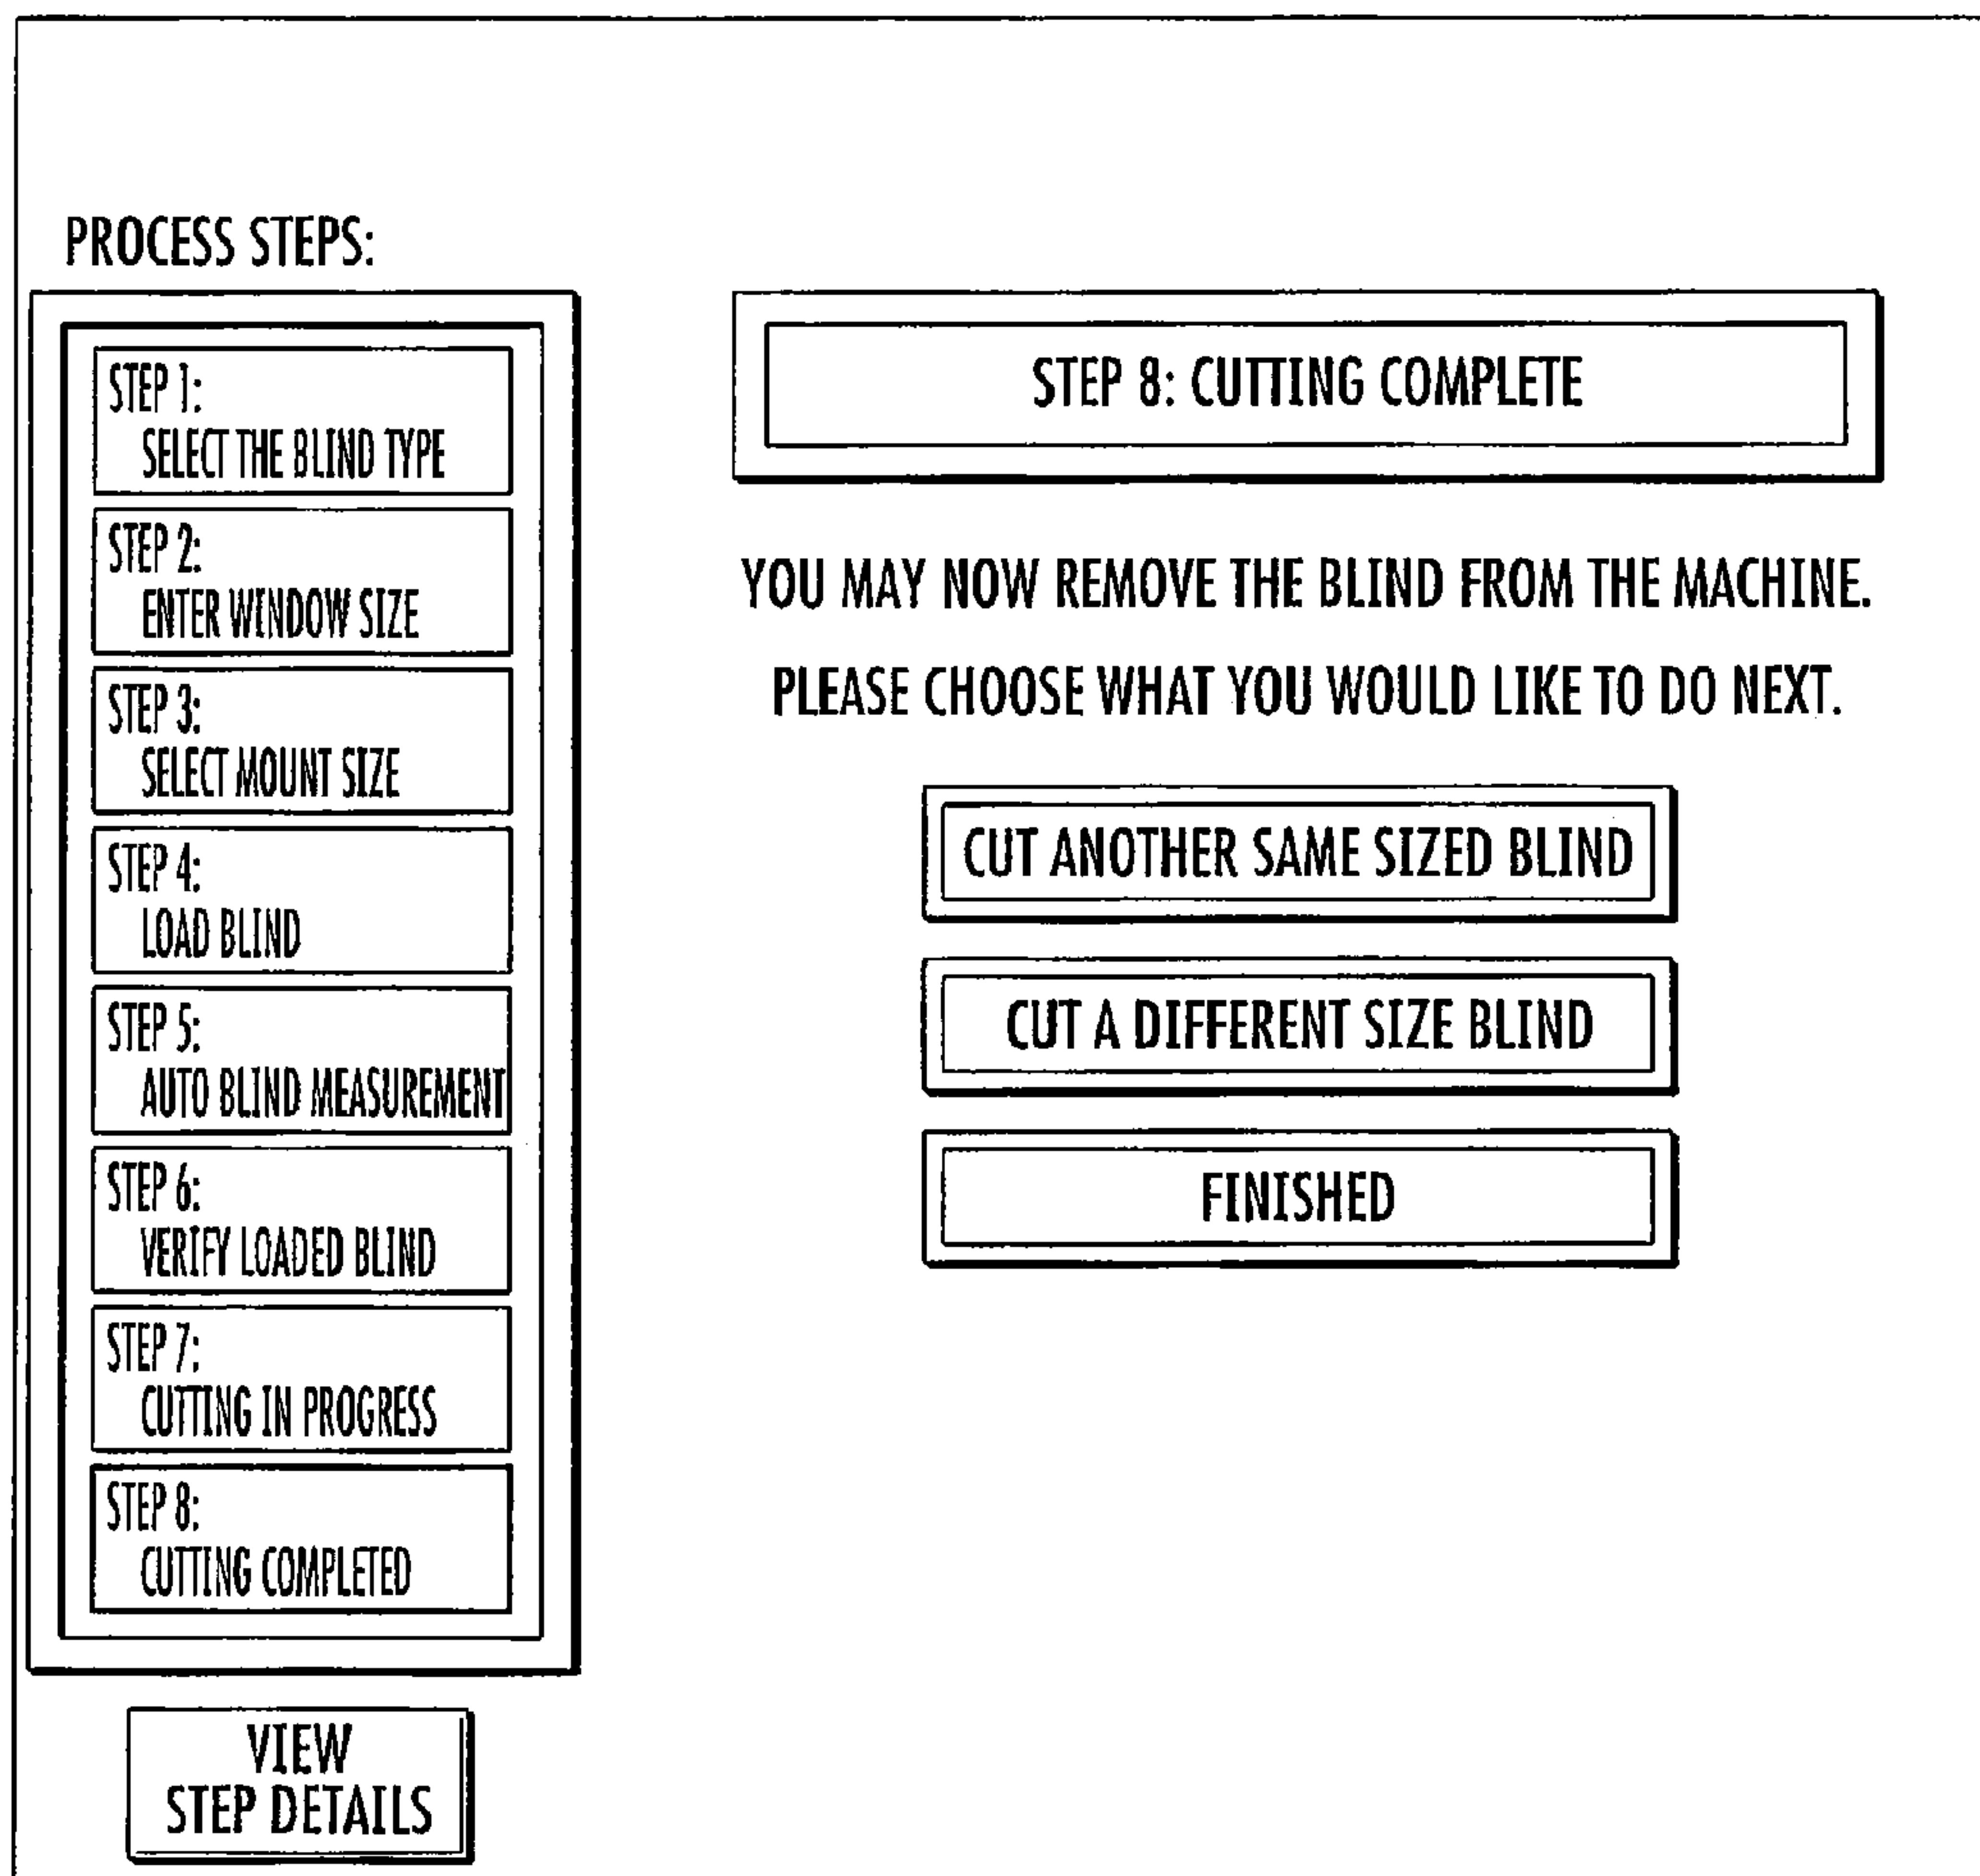 PROCESS STEPS:
STEP 1:
SELECT THE BLIND TYPE
STEP 2:
ENTER WINDOW SIZE
STEP 3:
SELECT MOUNT SIZE
STEP 4:
LOAD BLIND
STEP 5:
AUTO BLIND MEASUREMENT
STEP 6:
VERIFY LOADED BLIND
STEP 7:
CUTTING IN PROGRESS
STEP 8:
CUTTING COMPLETED
VIEW
STEP DETAILS
STEP 8: CUTTING COMPLETE
YOU MAY NOW REMOVE THE BLIND FROM THE MACHINE.
PLEASE CHOOSE WHAT YOU WOULD LIKE TO DO NEXT.
CUT ANOTHER SAME SIZED BLIND
CUT A DIFFERENT SIZE BLIND
FINISHED